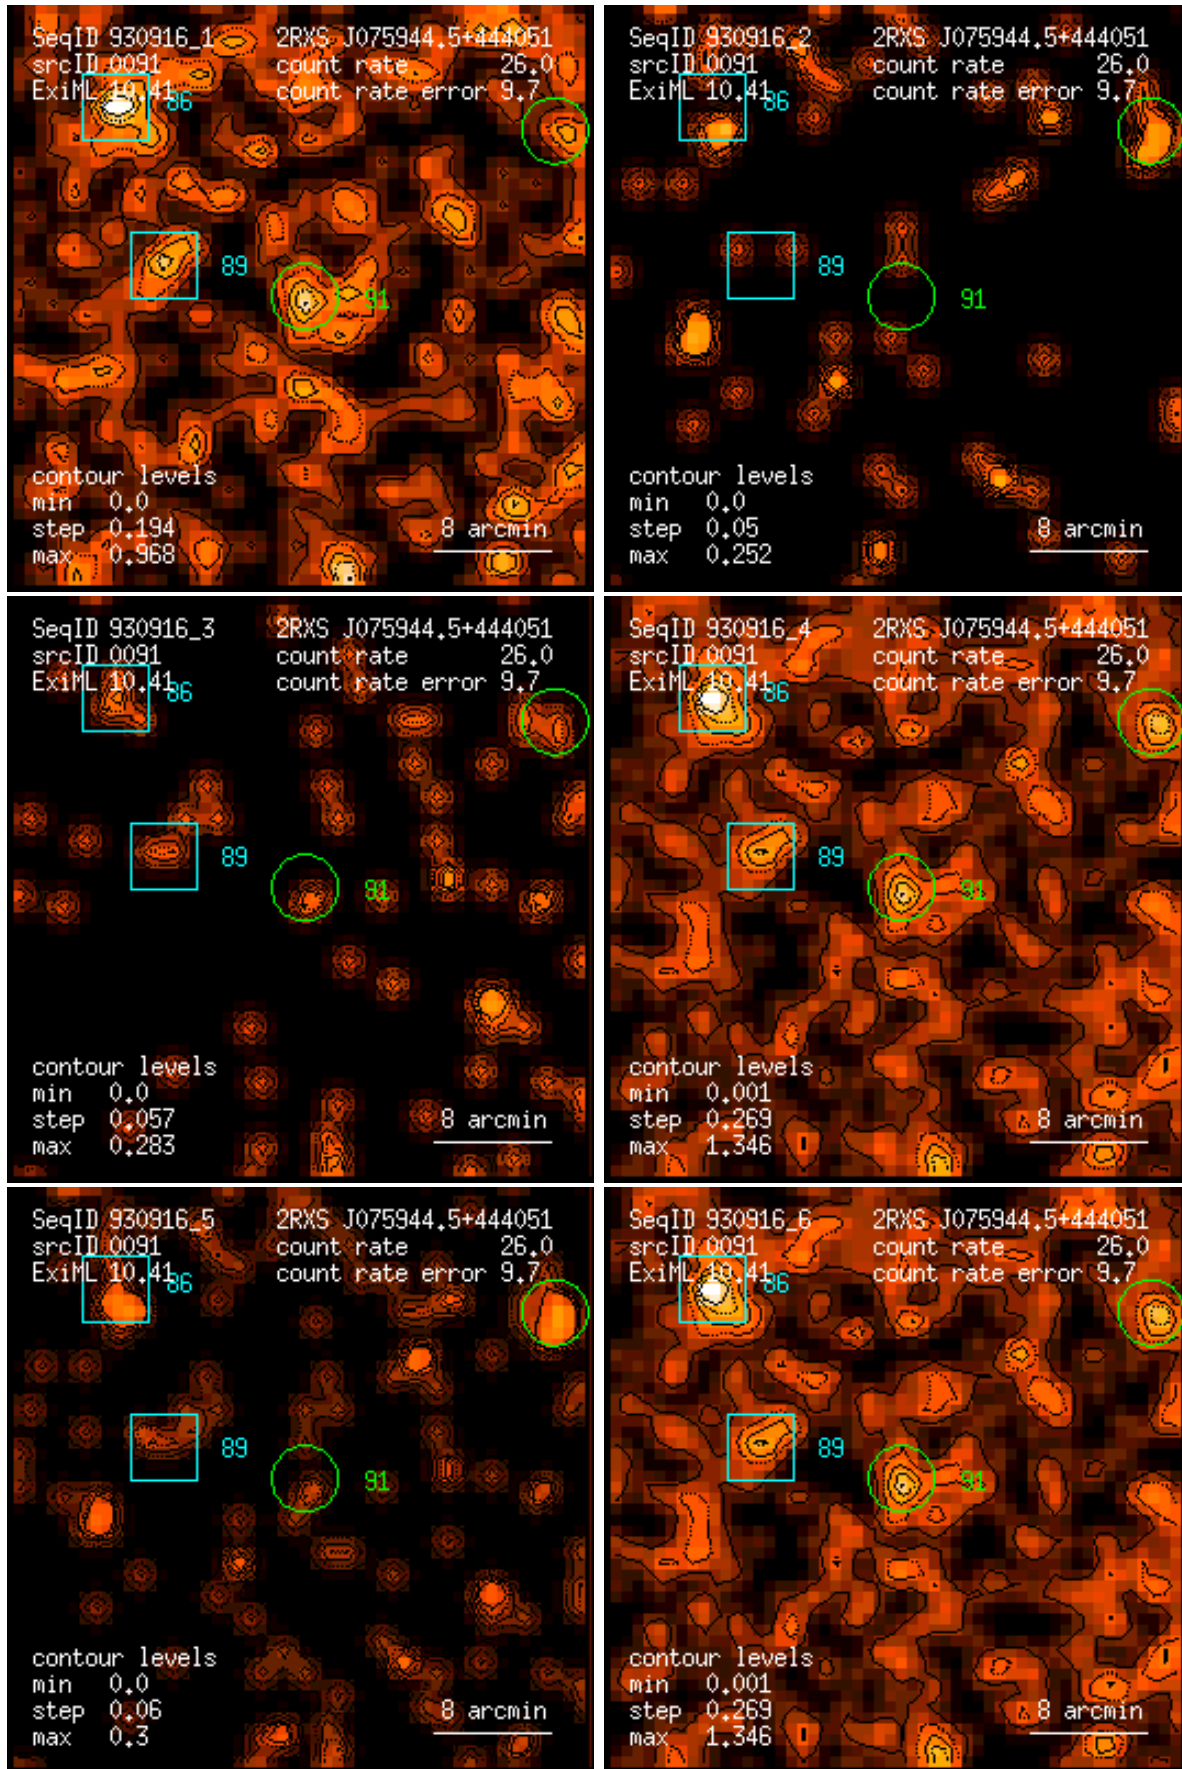 SeqID 930916_1 2RXS J075944.5+444051
srcID 0091 count rate 26.0
ExiML 10.41 86 count rate error 9.7
89
91
contour levels
min 0.0
step 0.194 8 arcmin
max 0.968
SeqID 930916_2 2RXS J075944.5+444051
srcID 0091 count rate 26.0
ExiML 10.41 86 count rate error 9.7
89
91
contour levels
min 0.0
step 0.05 8 arcmin
max 0.252
SeqID 930916_3 2RXS J075944.5+444051
srcID 0091 count rate 26.0
ExiML 10.41 86 count rate error 9.7
89
91
contour levels
min 0.0
step 0.057 8 arcmin
max 0.283
SeqID 930916_4 2RXS J075944.5+444051
srcID 0091 count rate 26.0
ExiML 10.41 86 count rate error 9.7
89
91
contour levels
min 0.001
step 0.269 8 arcmin
max 1.346
SeqID 930916_5 2RXS J075944.5+444051
srcID 0091 count rate 26.0
ExiML 10.41 86 count rate error 9.7
89
91
contour levels
min 0.0
step 0.06 8 arcmin
max 0.3
SeqID 930916_6 2RXS J075944.5+444051
srcID 0091 count rate 26.0
ExiML 10.41 86 count rate error 9.7
89
91
contour levels
min 0.001
step 0.269 8 arcmin
max 1.346